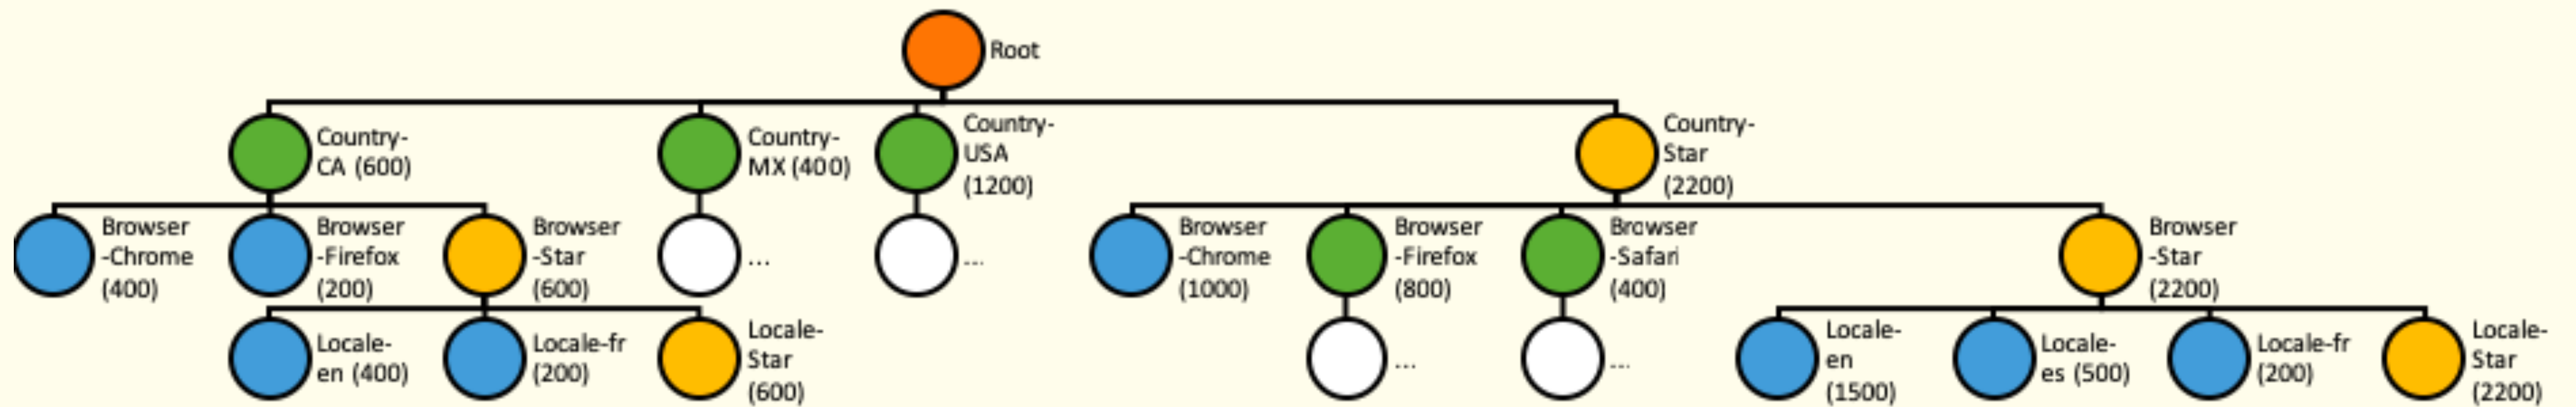 Root
Country-
CA (600)
Country-
MX (400)
Country-
USA
(1200)
Country-
Star
(2200)
Browser
-Chrome
(400)
Browser
-Firefox
(200)
Browser
-Star
(600)
...
...
Browser
-Chrome
(1000)
Browser
-Firefox
(800)
Browser
-Safari
(400)
Browser
-Star
(2200)
Locale-
en (400)
Locale-fr
(200)
Locale-
Star
(600)
...
...
Locale-
en
(1500)
Locale-
es (500)
Locale-fr
(200)
Locale-
Star
(2200)